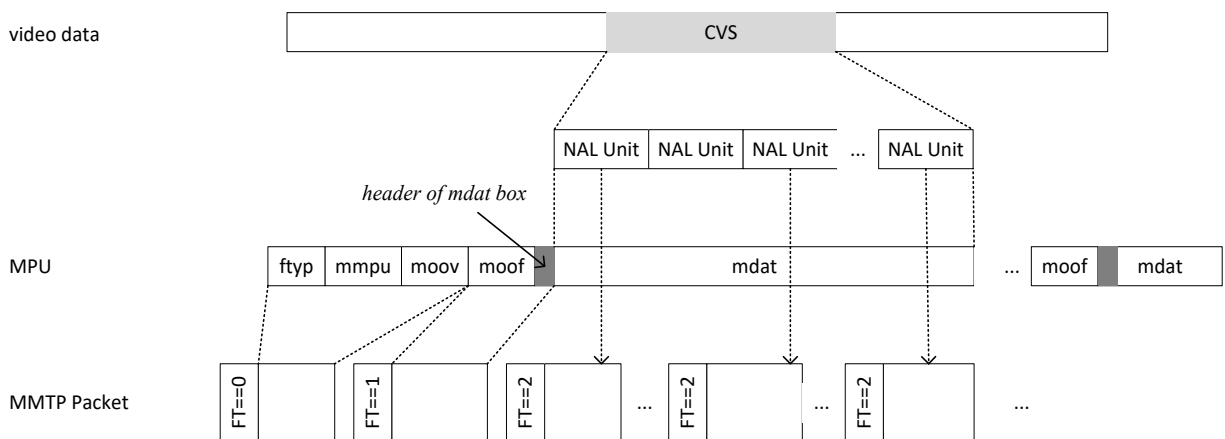 video data
CVS
NAL Unit NAL Unit NAL Unit ... NAL Unit
header of mdat box
MPU
ftyp mmpu moov moof mdat ... moof mdat
MMTP Packet
FT==0 FT==1 FT==2 ... FT==2 ... FT==2 ...